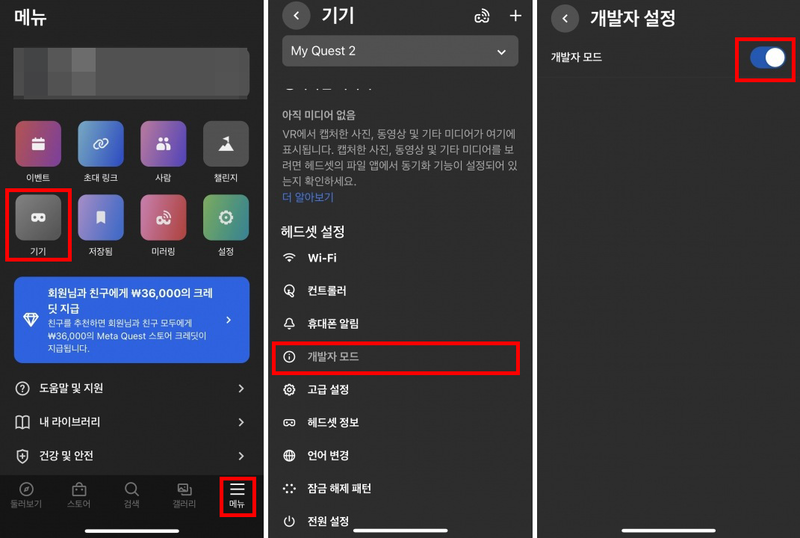 메뉴
이벤트
초대 링크
사람
챌린지
기기
저장됨
미러링
설정
회원님과 친구에게 ₩36,000의 크레
딧 지급
친구를 추천하면 회원님과 친구 모두에게
₩36,000의 Meta Quest 스토어 크레딧이
지급됩니다.
도움말 및 지원
내 라이브러리
건강 및 안전
둘러보기
스토어
검색
갤러리
메뉴
기기
My Quest 2
아직 미디어 없음
VR에서 캡처한 사진, 동영상 및 기타 미디어가 여기에
표시됩니다. 캡처한 사진, 동영상 및 기타 미디어를 보
려면 헤드셋의 파일 앱에서 동기화 기능이 설정되어 있
는지 확인하세요.
더 알아보기
헤드셋 설정
Wi-Fi
컨트롤러
휴대폰 알림
개발자 모드
고급 설정
헤드셋 정보
언어 변경
잠금 해제 패턴
전원 설정
개발자 설정
개발자 모드